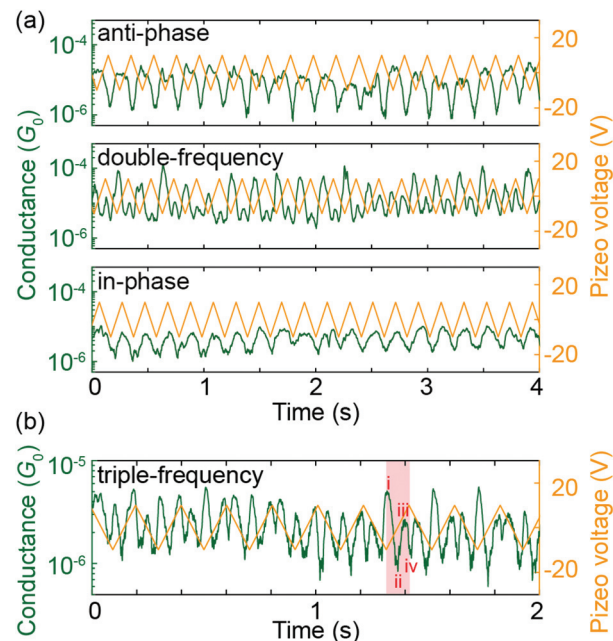 (a)
anti-phase
10⁻⁴
10⁻⁶
20
-20
double-frequency
10⁻⁴
10⁻⁶
20
-20
in-phase
10⁻⁴
10⁻⁶
20
-20
Conductance (G₀)
Pizeo voltage (V)
0 1 2 3 4
Time (s)
(b)
triple-frequency
10⁻⁵
10⁻⁶
20
-20
i
iii
iv
ii
Conductance (G₀)
Pizeo voltage (V)
0 1 2
Time (s)